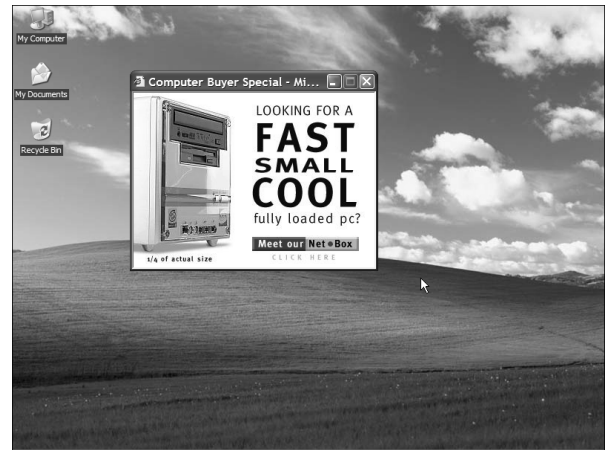 My Computer
My Documents
Recycle Bin
Computer Buyer Special - Mi...
LOOKING FOR A
FAST
SMALL
COOL
fully loaded pc?
Meet our Net Box
CLICK HERE
1/4 of actual size